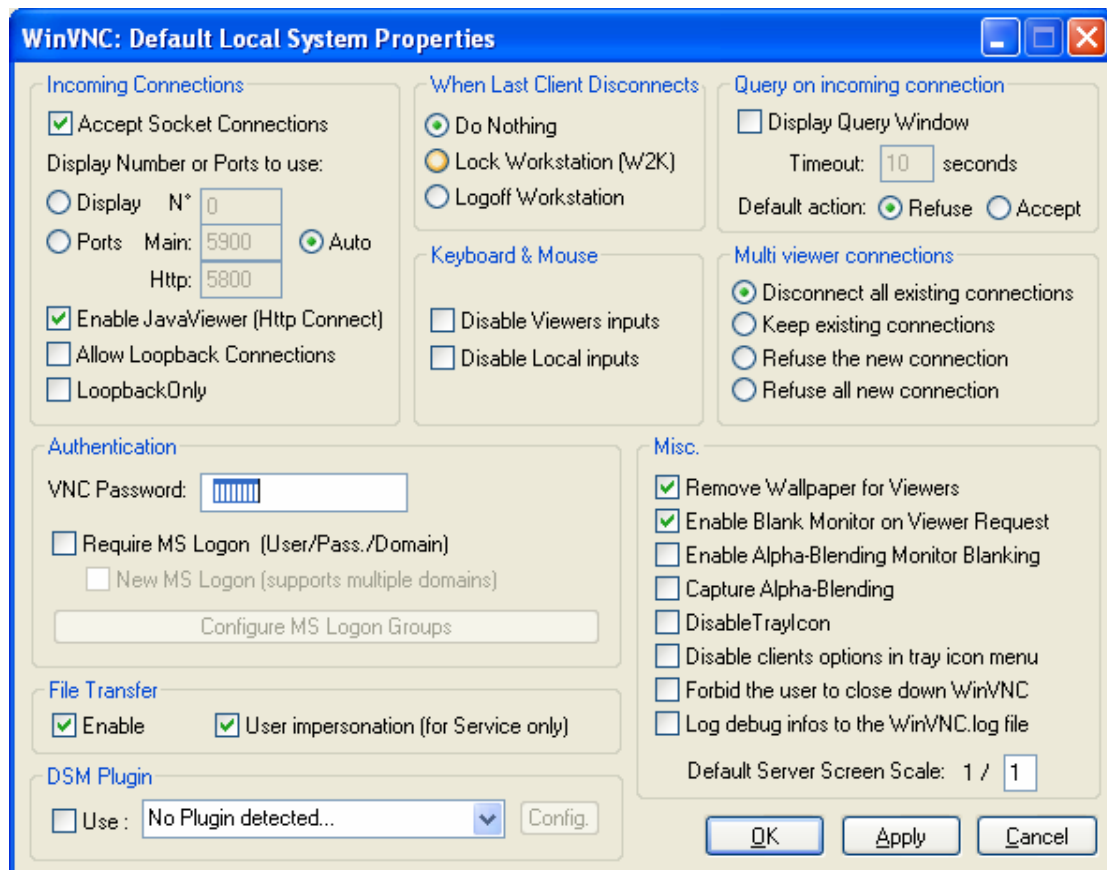 WinVNC: Default Local System Properties
Incoming Connections
Accept Socket Connections
Display Number or Ports to use:
Display N° 0
Ports Main: 5900 Auto
Http: 5800
Enable JavaViewer (Http Connect)
Allow Loopback Connections
LoopbackOnly
When Last Client Disconnects
Do Nothing
Lock Workstation (W2K)
Logoff Workstation
Keyboard & Mouse
Disable Viewers inputs
Disable Local inputs
Query on incoming connection
Display Query Window
Timeout: 10 seconds
Default action: Refuse Accept
Multi viewer connections
Disconnect all existing connections
Keep existing connections
Refuse the new connection
Refuse all new connection
Authentication
VNC Password:
Require MS Logon (User/Pass./Domain)
New MS Logon (supports multiple domains)
Configure MS Logon Groups
File Transfer
Enable User impersonation (for Service only)
DSM Plugin
Use : No Plugin detected... Config.
Misc.
Remove Wallpaper for Viewers
Enable Blank Monitor on Viewer Request
Enable Alpha-Blending Monitor Blanking
Capture Alpha-Blending
DisableTrayIcon
Disable clients options in tray icon menu
Forbid the user to close down WinVNC
Log debug infos to the WinVNC.log file
Default Server Screen Scale: 1 / 1
OK Apply Cancel